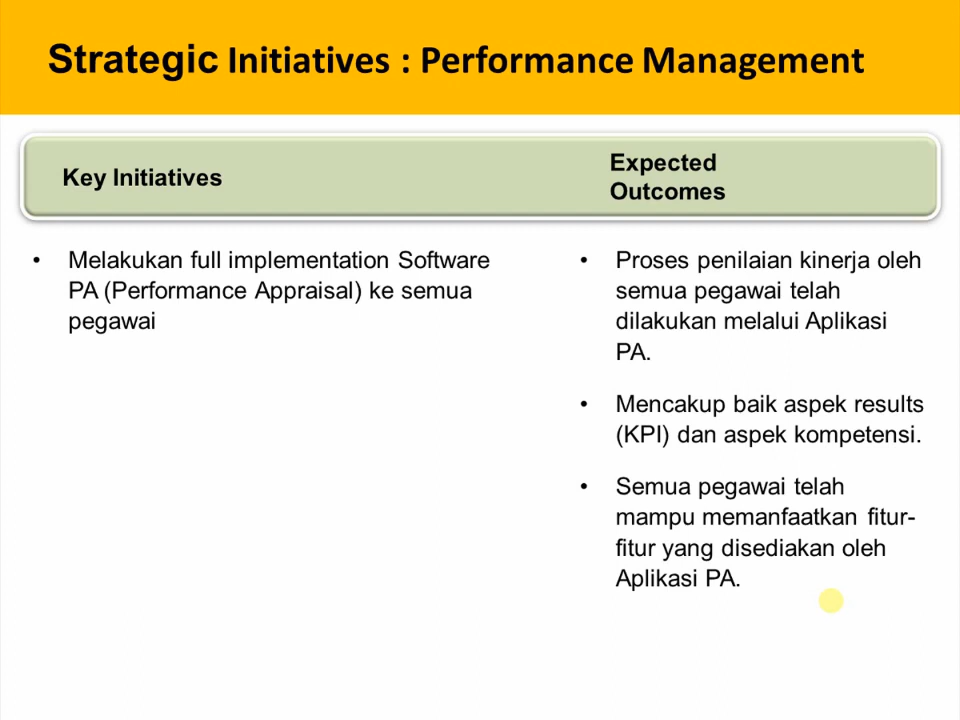 Strategic Initiatives : Performance Management
Key Initiatives
Expected
Outcomes
• Melakukan full implementation Software
PA (Performance Appraisal) ke semua
pegawai
• Proses penilaian kinerja oleh
semua pegawai telah
dilakukan melalui Aplikasi
PA.
• Mencakup baik aspek results
(KPI) dan aspek kompetensi.
• Semua pegawai telah
mampu memanfaatkan fitur-
fitur yang disediakan oleh
Aplikasi PA.